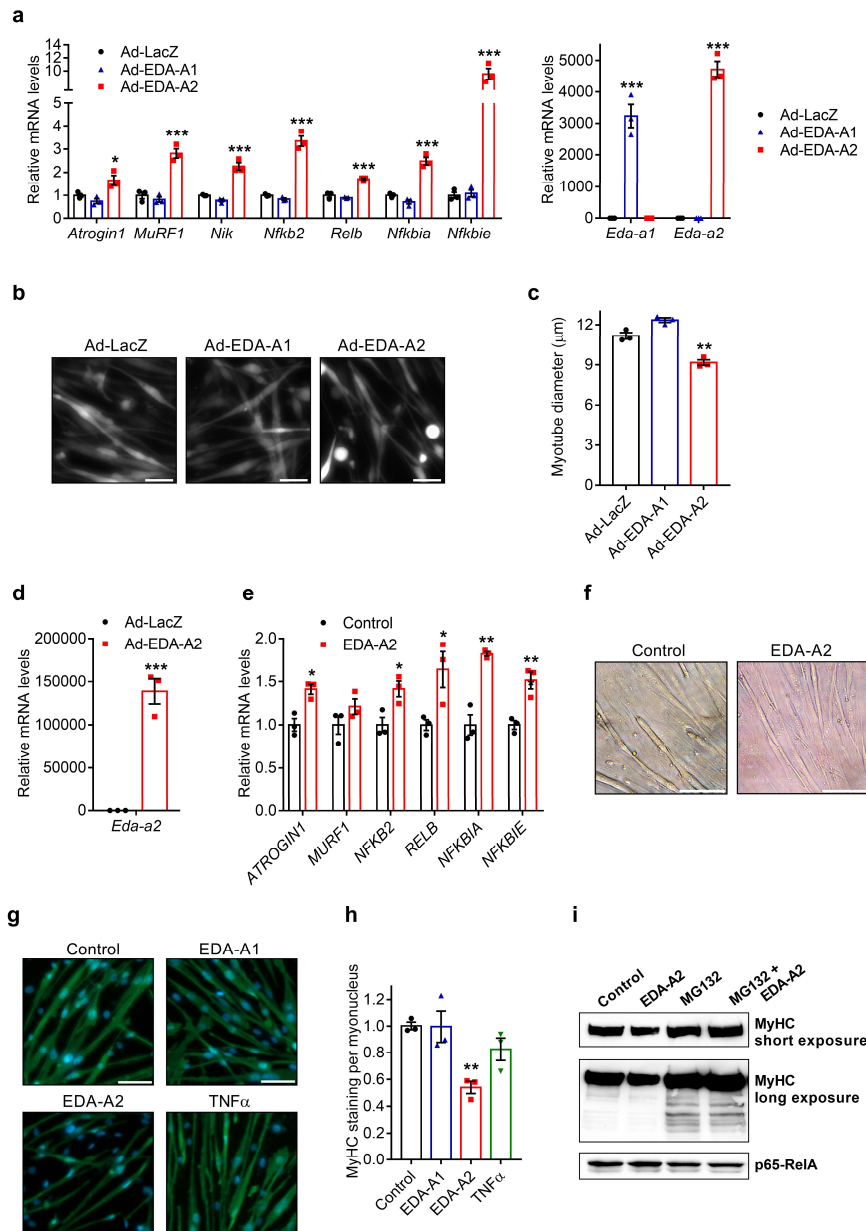 a
Relative mRNA levels
14
12
10
8
6
4
3
2
1
0
Ad-LacZ
Ad-EDA-A1
Ad-EDA-A2
*
***
***
***
***
***
***
Atrogin1 MuRF1 Nik Nfkb2 Relb Nfkbia Nfkbie
Relative mRNA levels
5000
4000
3000
2000
1000
0
***
***
Ad-LacZ
Ad-EDA-A1
Ad-EDA-A2
Eda-a1 Eda-a2
b
Ad-LacZ Ad-EDA-A1 Ad-EDA-A2
c
Myotube diameter (μm)
12
9
6
3
0
**
Ad-LacZ
Ad-EDA-A1
Ad-EDA-A2
d
Ad-LacZ
Ad-EDA-A2
Relative mRNA levels
200000
150000
100000
50000
0
***
Eda-a2
e
Control
EDA-A2
Relative mRNA levels
2.0
1.5
1.0
0.5
0.0
*
*
*
**
**
ATROGIN1
MURF1
NFKB2
RELB
NFKBIA
NFKBIE
f
Control EDA-A2
g
Control EDA-A1
EDA-A2 TNFα
h
MyHC staining per myonucleus
1.2
1.0
0.8
0.6
0.4
0.2
0.0
**
Control
EDA-A1
EDA-A2
TNFα
i
Control
EDA-A2
MG132
MG132 +
EDA-A2
MyHC
short exposure
MyHC
long exposure
p65-RelA